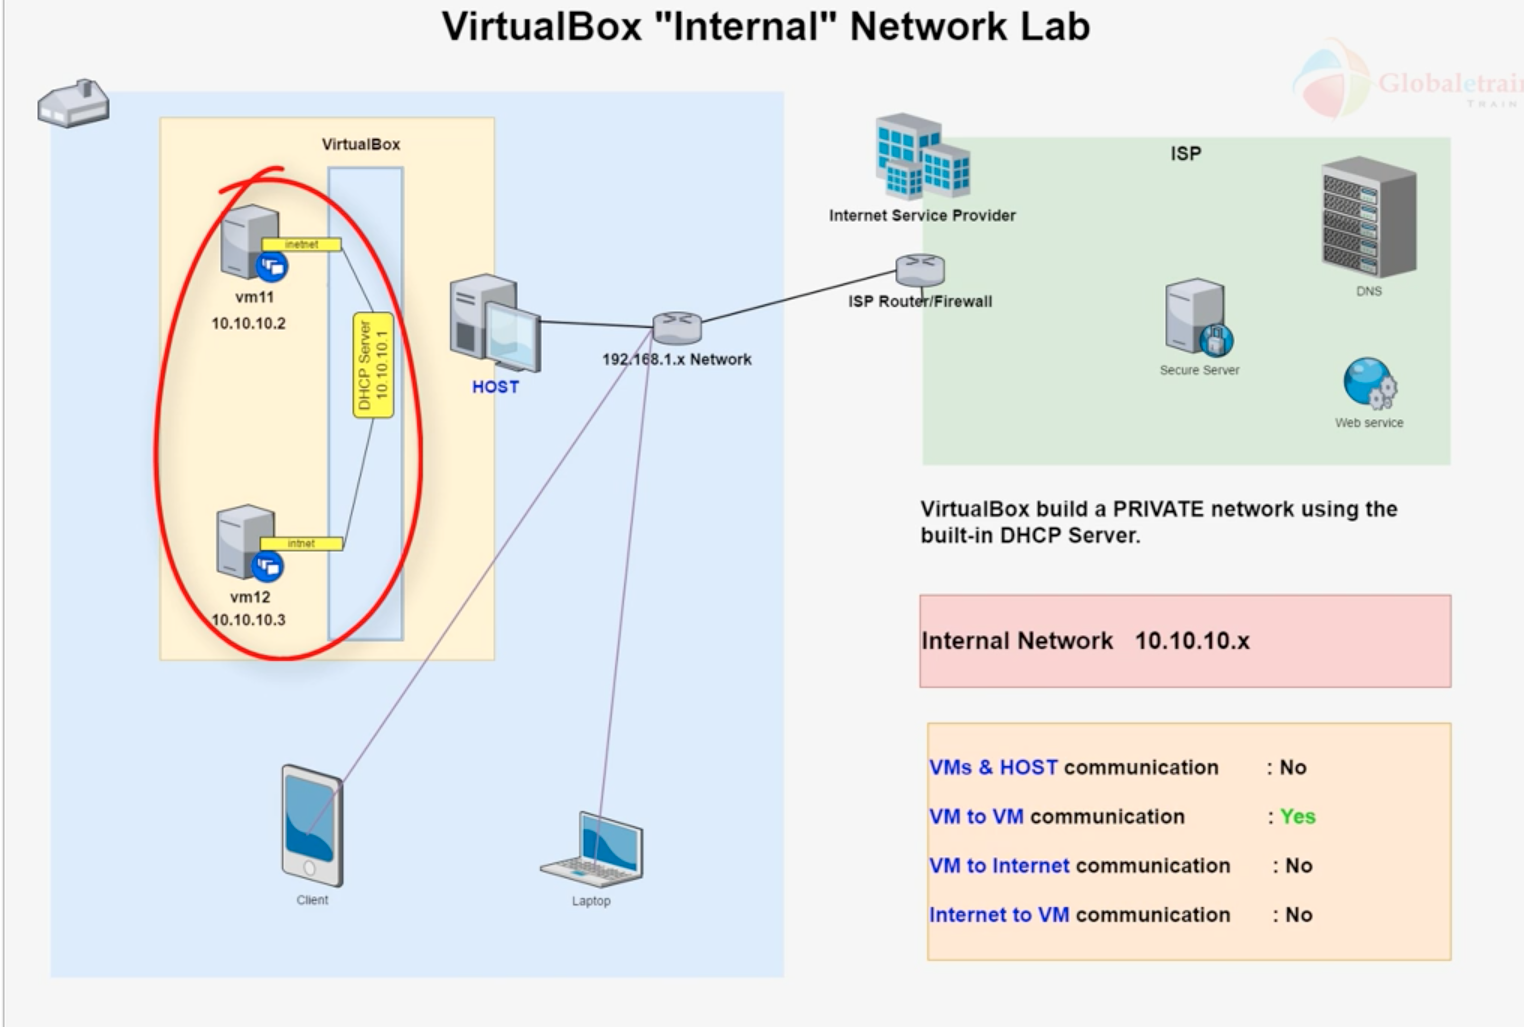 VirtualBox "Internal" Network Lab
Globaletrai
TRAIN
VirtualBox
inetnet
vm11
10.10.10.2
DHCP Server
10.10.10.1
intnet
vm12
10.10.10.3
HOST
192.168.1.x Network
Client
Laptop
Internet Service Provider
ISP Router/Firewall
ISP
DNS
Secure Server
Web service
VirtualBox build a PRIVATE network using the
built-in DHCP Server.
Internal Network 10.10.10.x
VMs & HOST communication : No
VM to VM communication : Yes
VM to Internet communication : No
Internet to VM communication : No